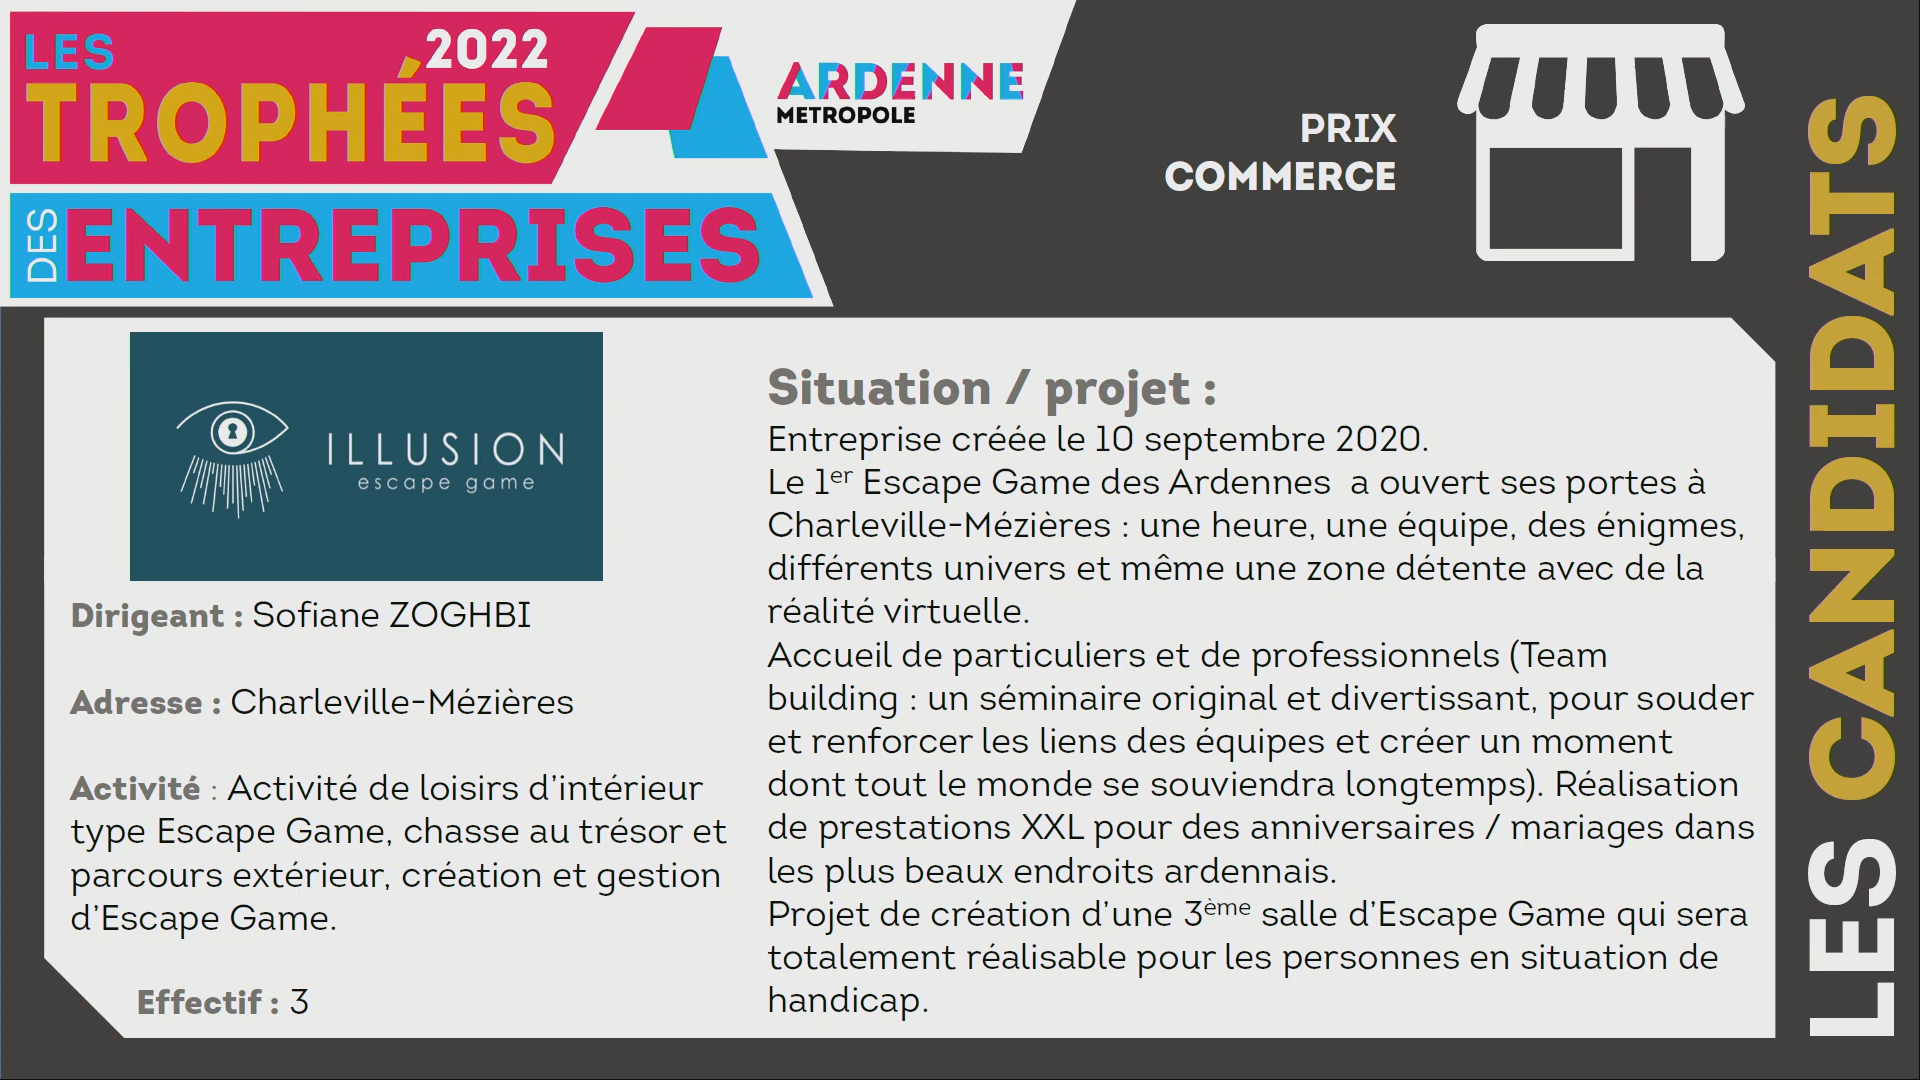 LES
2022
TROPHÉES
DES
ENTREPRISES
ARDENNE
METROPOLE
PRIX
COMMERCE
LES CANDIDATS
ILLUSION
escape game
Dirigeant : Sofiane ZOGHBI
Adresse : Charleville-Mézières
Activité : Activité de loisirs d'intérieur
type Escape Game, chasse au trésor et
parcours extérieur, création et gestion
d'Escape Game.
Effectif : 3
Situation / projet :
Entreprise créée le 10 septembre 2020.
Le 1er Escape Game des Ardennes a ouvert ses portes à
Charleville-Mézières : une heure, une équipe, des énigmes,
différents univers et même une zone détente avec de la
réalité virtuelle.
Accueil de particuliers et de professionnels (Team
building : un séminaire original et divertissant, pour souder
et renforcer les liens des équipes et créer un moment
dont tout le monde se souviendra longtemps). Réalisation
de prestations XXL pour des anniversaires / mariages dans
les plus beaux endroits ardennais.
Projet de création d'une 3ème salle d'Escape Game qui sera
totalement réalisable pour les personnes en situation de
handicap.